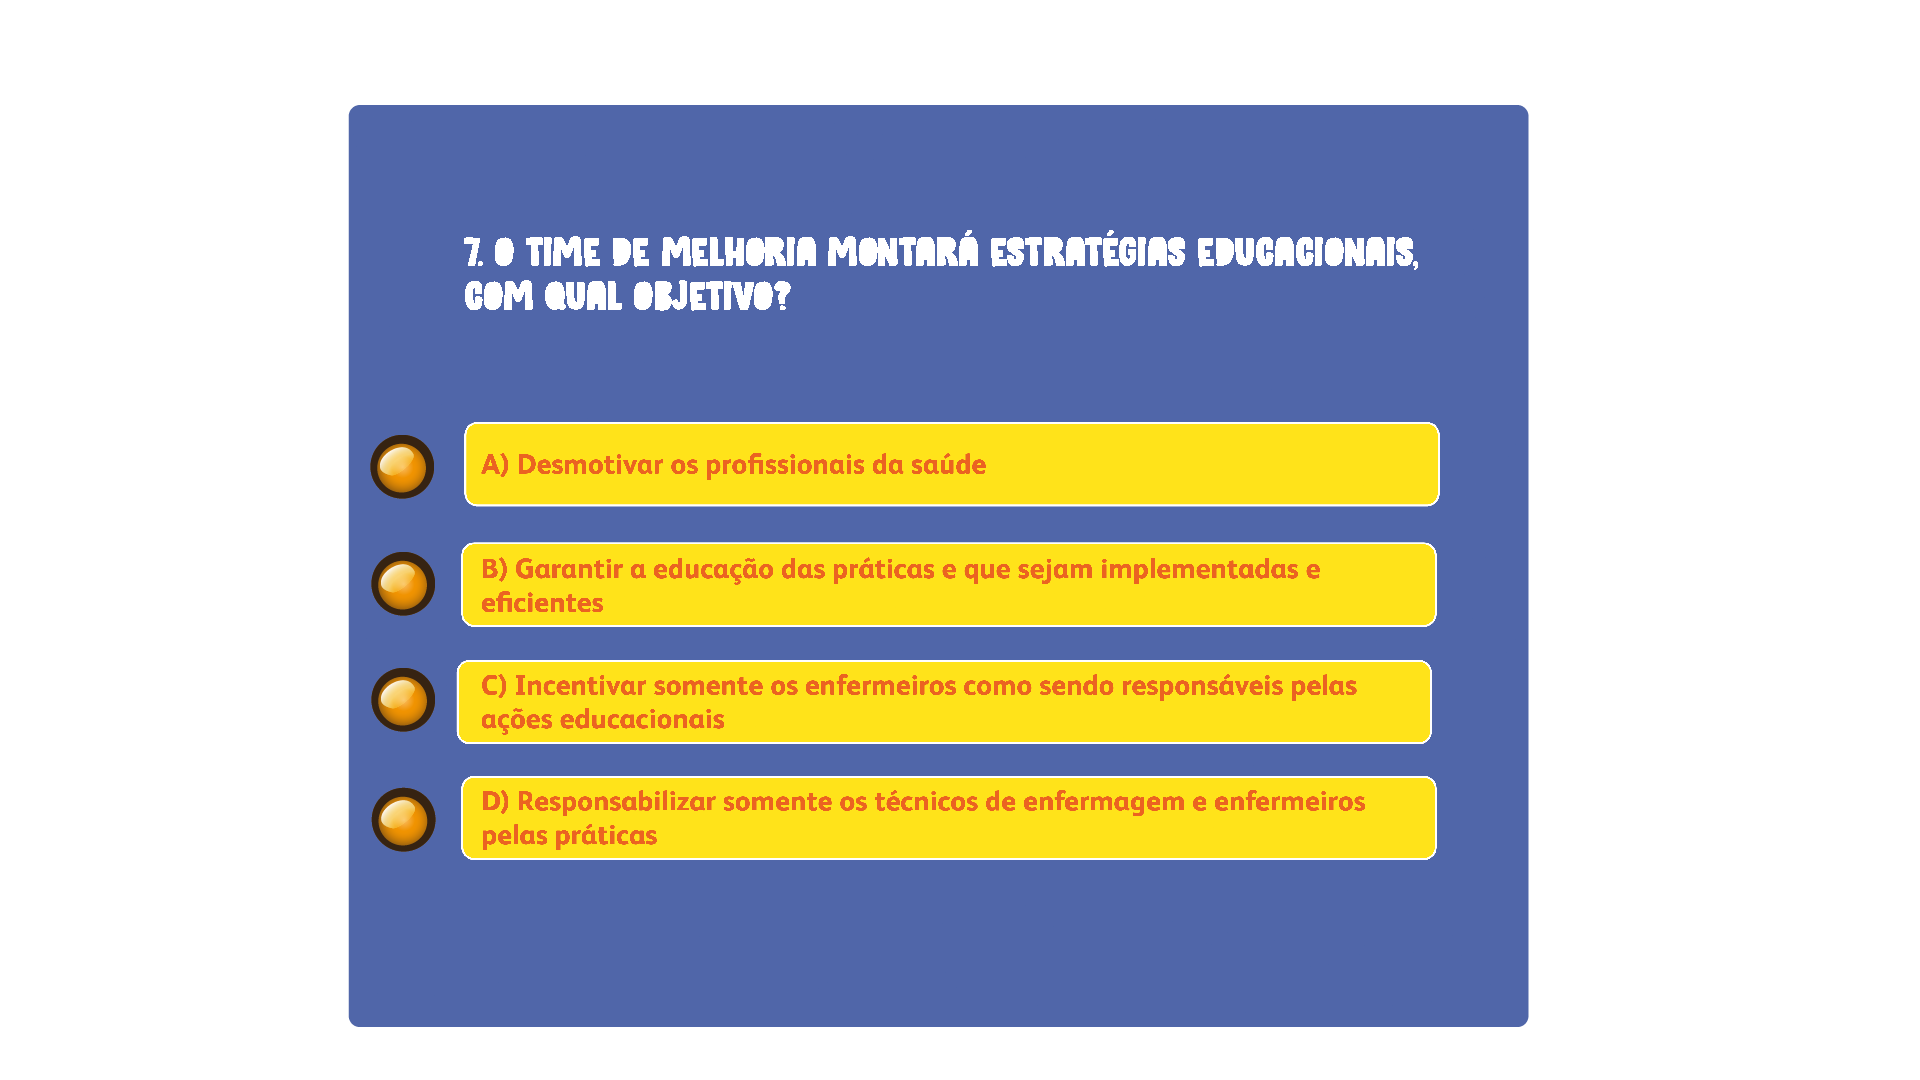 7. O TIME DE MELHORIA MONTARÁ ESTRATÉGIAS EDUCACIONAIS,
COM QUAL OBJETIVO?
A) Desmotivar os profissionais da saúde
B) Garantir a educação das práticas e que sejam implementadas e
eficientes
C) Incentivar somente os enfermeiros como sendo responsáveis pelas
ações educacionais
D) Responsabilizar somente os técnicos de enfermagem e enfermeiros
pelas práticas